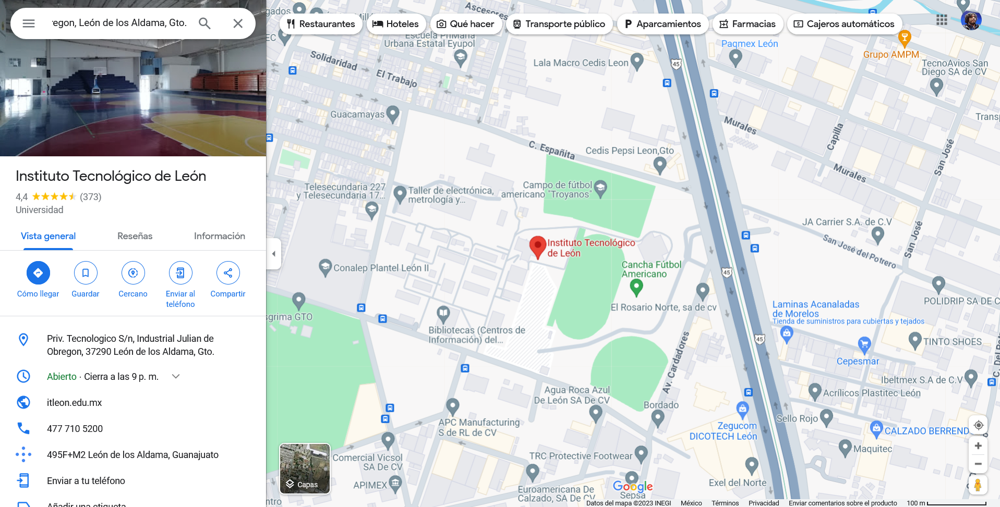 regon, León de los Aldama, Gto.
Restaurantes
Hoteles
Qué hacer
Transporte público
Aparcamientos
Farmacias
Cajeros automáticos
Instituto Tecnológico de León
4,4 (373)
Universidad
Vista general
Reseñas
Información
Cómo llegar
Guardar
Cercano
Enviar al
teléfono
Compartir
Priv. Tecnologico S/n, Industrial Julian de
Obregon, 37290 León de los Aldama, Gto.
Abierto · Cierra a las 9 p. m.
itleon.edu.mx
477 710 5200
495F+M2 León de los Aldama, Guanajuato
Enviar a tu teléfono
Añadir una etiqueta
Ascesores
Escuela Primaria
Urbana Estatal Eyupol
Solidaridad
El Trabajo
Guacamayas
Lala Macro Cedis Leon
45
Paqmex León
Grupo AMPM
TecnoAvios San
Diego SA de CV
Transp
Murales
Capilla
San José
Murales
C. Españita
Cedis Pepsi Leon,Gto
Telesecundaria 227
y Telesecundaria 17...
Taller de electrónica,
metrología y...
Campo de fútbol
americano "Troyanos"
Instituto Tecnológico
de León
Conalep Plantel León II
Cancha Fútbol
Americano
El Rosario Norte, sa de cv
JA Carrier S.A. de C.V
San José del Potrero
San José
45
POLIDRIP SA DE C
sgrima GTO
Bibliotecas (Centros de
Información) del...
Laminas Acanaladas
de Morelos
Tienda de suministros para cubiertas y tejados
45
TINTO SHOES
Cepesmar
Av. Cardadores
Ibeltmex S.A de C.V
Acrílicos Plastitec León
Agua Roca Azul
De León SA De CV
Bordado
APC Manufacturing
S de RL de CV
Zegucom
DICOTECH León
Sello Rojo
CALZADO BERREND
Maquitec
Comercial Vicsol
SA De CV
TRC Protective Footwear
APIMEX
Euroamericana De
Calzado, SA de CV
Sepsa
Exel del Norte
ntro
Capas
Google
Datos del mapa ©2023 INEGI
México
Términos
Privacidad
Enviar comentarios sobre el producto
100 m